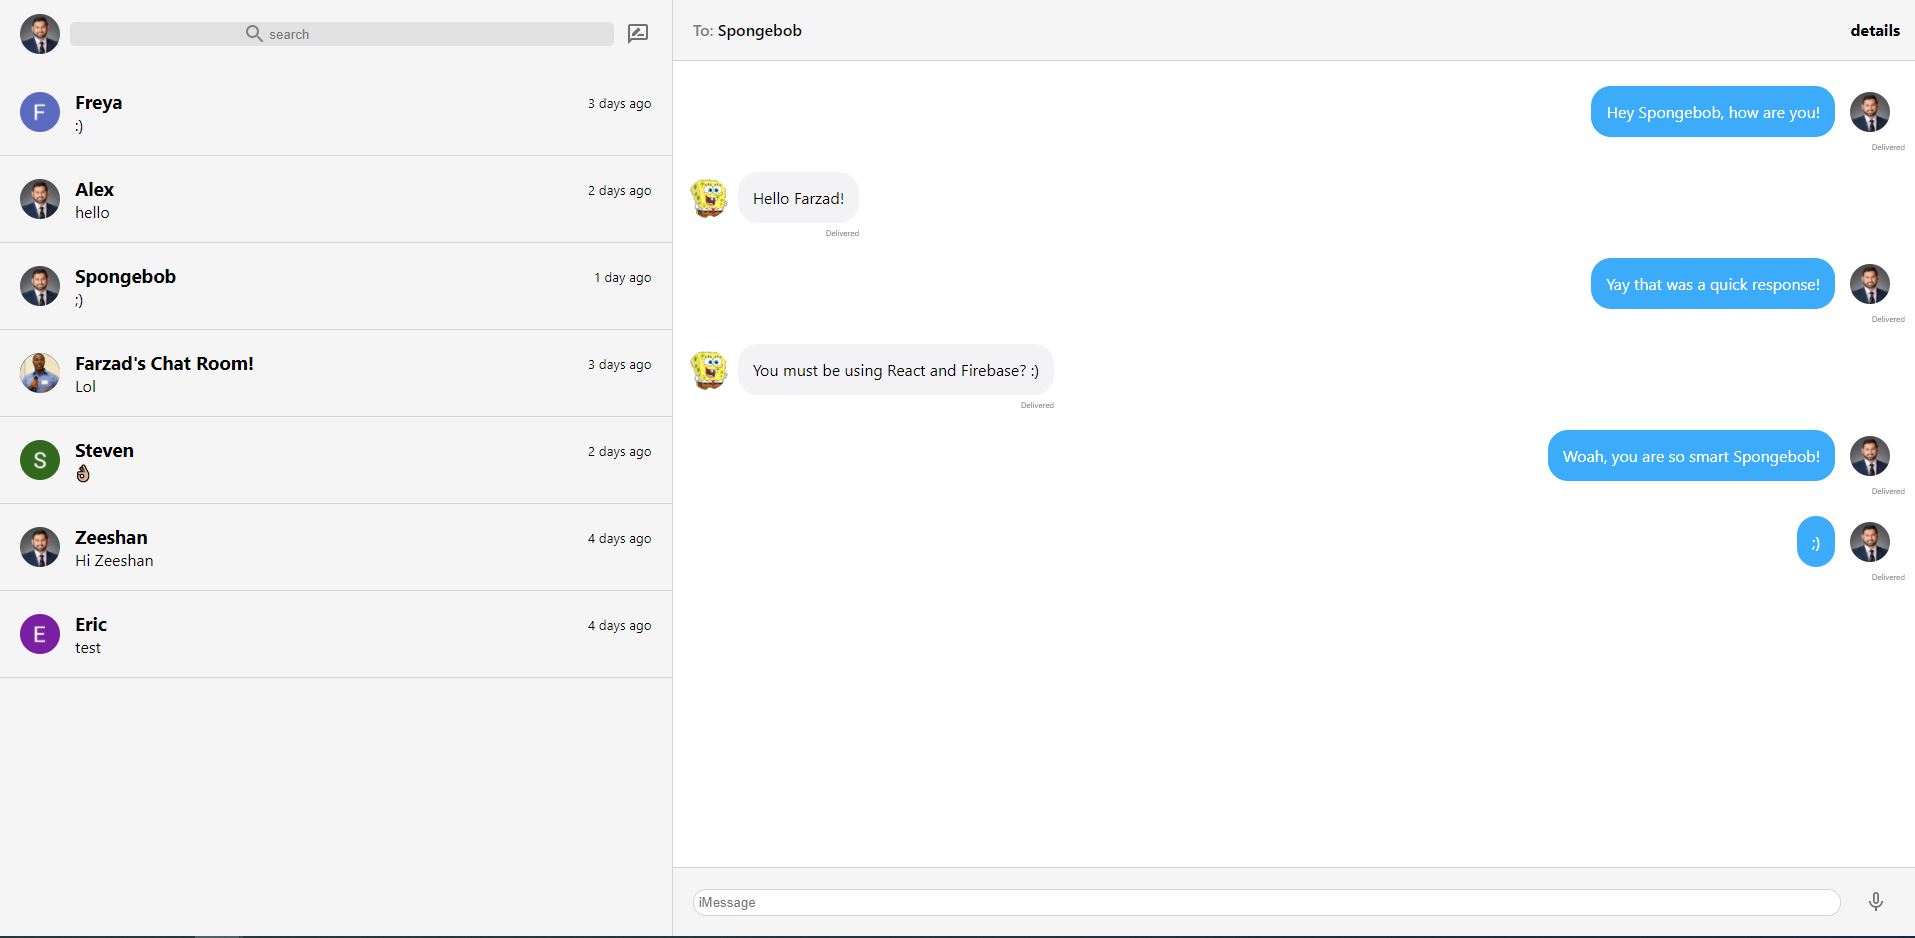 search
F
Freya
3 days ago
:)
Alex
2 days ago
hello
Spongebob
1 day ago
;)
Farzad's Chat Room!
3 days ago
Lol
S
Steven
2 days ago
👌🏽
Zeeshan
4 days ago
Hi Zeeshan
E
Eric
4 days ago
test
To: Spongebob
details
Hey Spongebob, how are you!
Delivered
Hello Farzad!
Delivered
Yay that was a quick response!
Delivered
You must be using React and Firebase? :)
Delivered
Woah, you are so smart Spongebob!
Delivered
;)
Delivered
iMessage